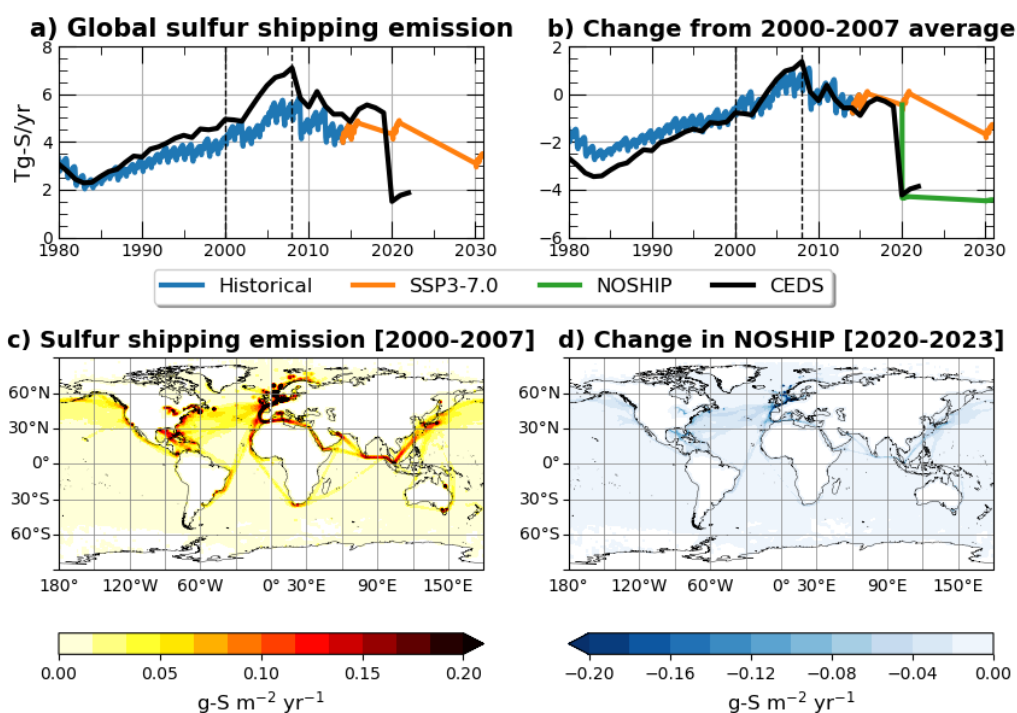 a) Global sulfur shipping emission
b) Change from 2000-2007 average
Tg-S/yr
8
6
4
2
0
1980 1990 2000 2010 2020 2030
0
−2
−4
−6
1980 1990 2000 2010 2020 2030
Historical SSP3-7.0 NOSHIP CEDS
c) Sulfur shipping emission [2000-2007]
d) Change in NOSHIP [2020-2023]
60°N
30°N
0°
30°S
60°S
180° 120°W 60°W 0° 30°E 90°E 150°E
60°N
30°N
0°
30°S
60°S
180° 120°W 60°W 0° 30°E 90°E 150°E
0.00 0.05 0.10 0.15 0.20
g-S m⁻² yr⁻¹
−0.20 −0.16 −0.12 −0.08 −0.04 0.00
g-S m⁻² yr⁻¹